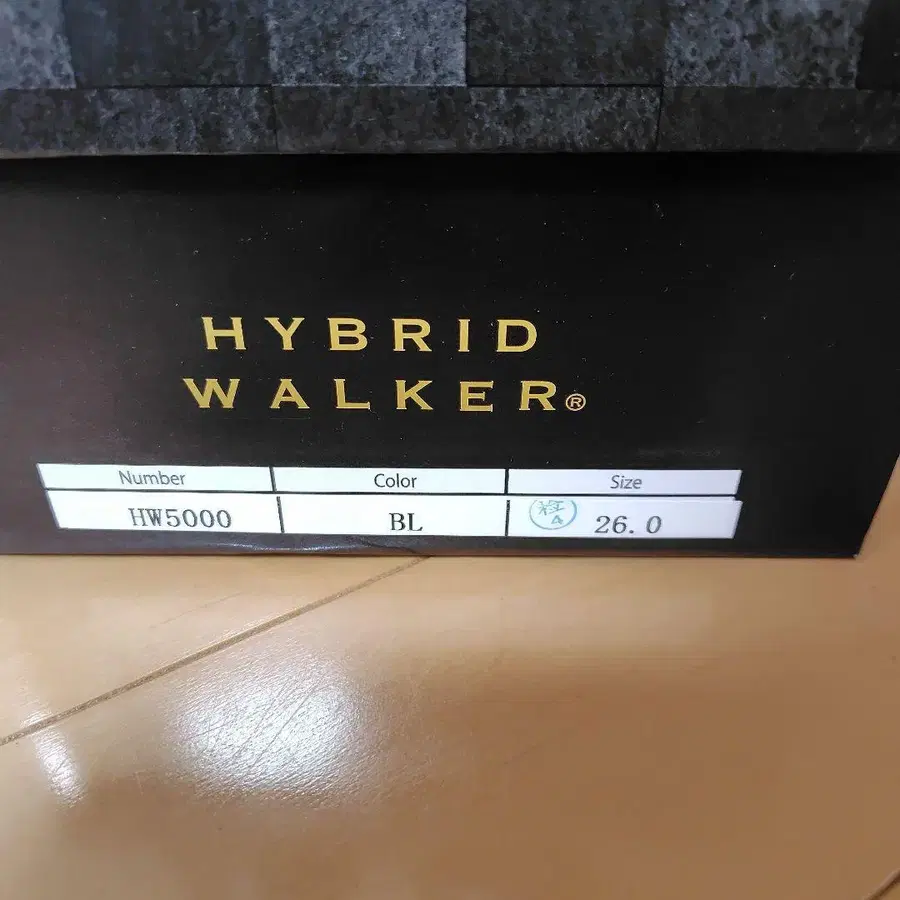 HYBRID
WALKER®
Number Color Size
HW5000 BL 26.0